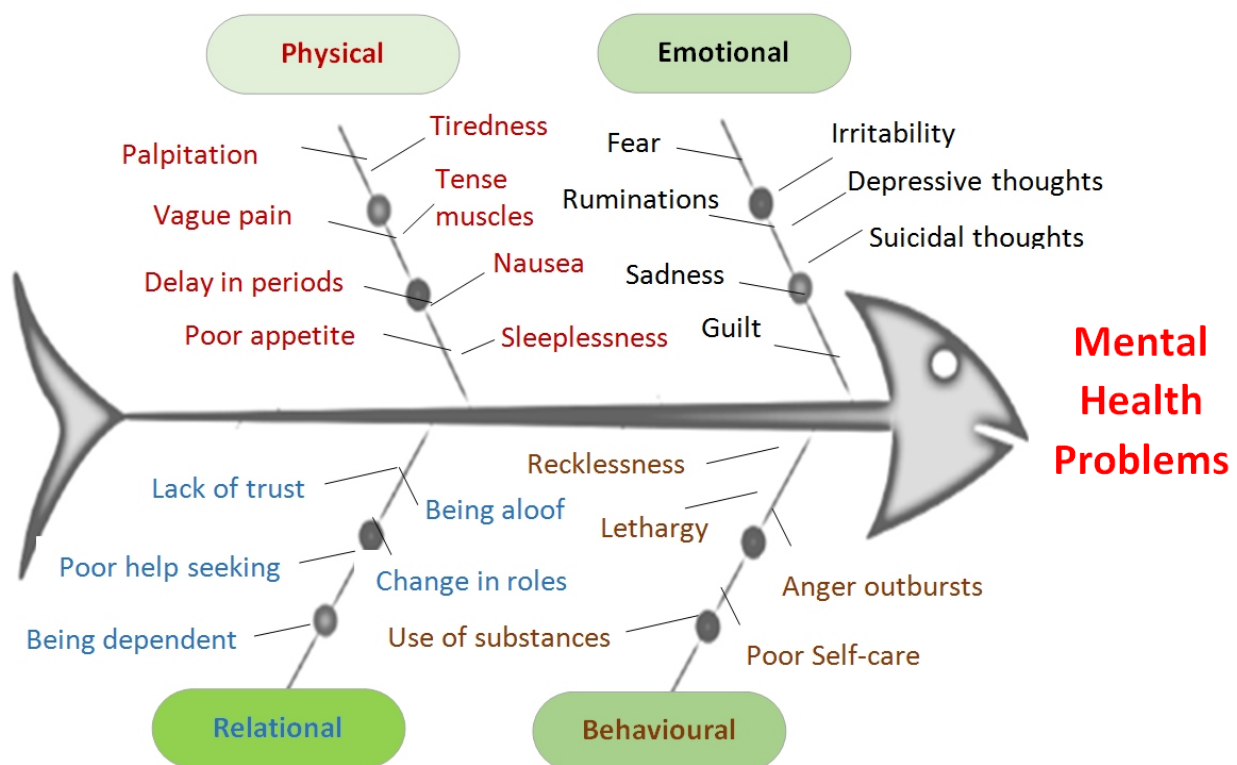 Physical
Emotional
Tiredness
Palpitation
Tense
muscles
Vague pain
Nausea
Delay in periods
Poor appetite
Sleeplessness
Fear
Irritability
Ruminations
Depressive thoughts
Suicidal thoughts
Sadness
Guilt
Mental
Health
Problems
Lack of trust
Being aloof
Poor help seeking
Change in roles
Being dependent
Recklessness
Lethargy
Anger outbursts
Use of substances
Poor Self-care
Relational
Behavioural